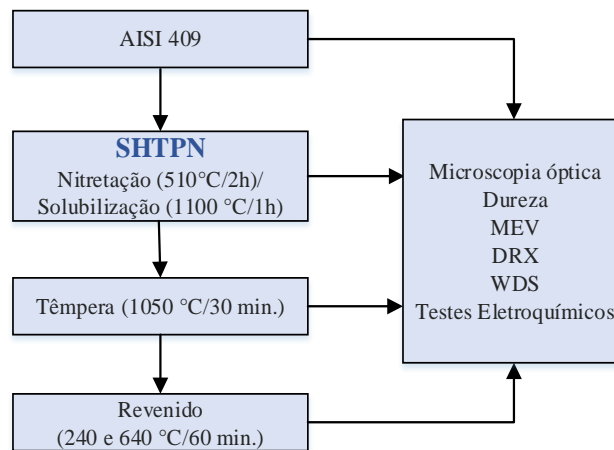 AISI 409
SHTPN
Nitretação (510°C/2h)/
Solubilização (1100 °C/1h)
Têmpera (1050 °C/30 min.)
Revenido
(240 e 640 °C/60 min.)
Microscopia óptica
Dureza
MEV
DRX
WDS
Testes Eletroquímicos